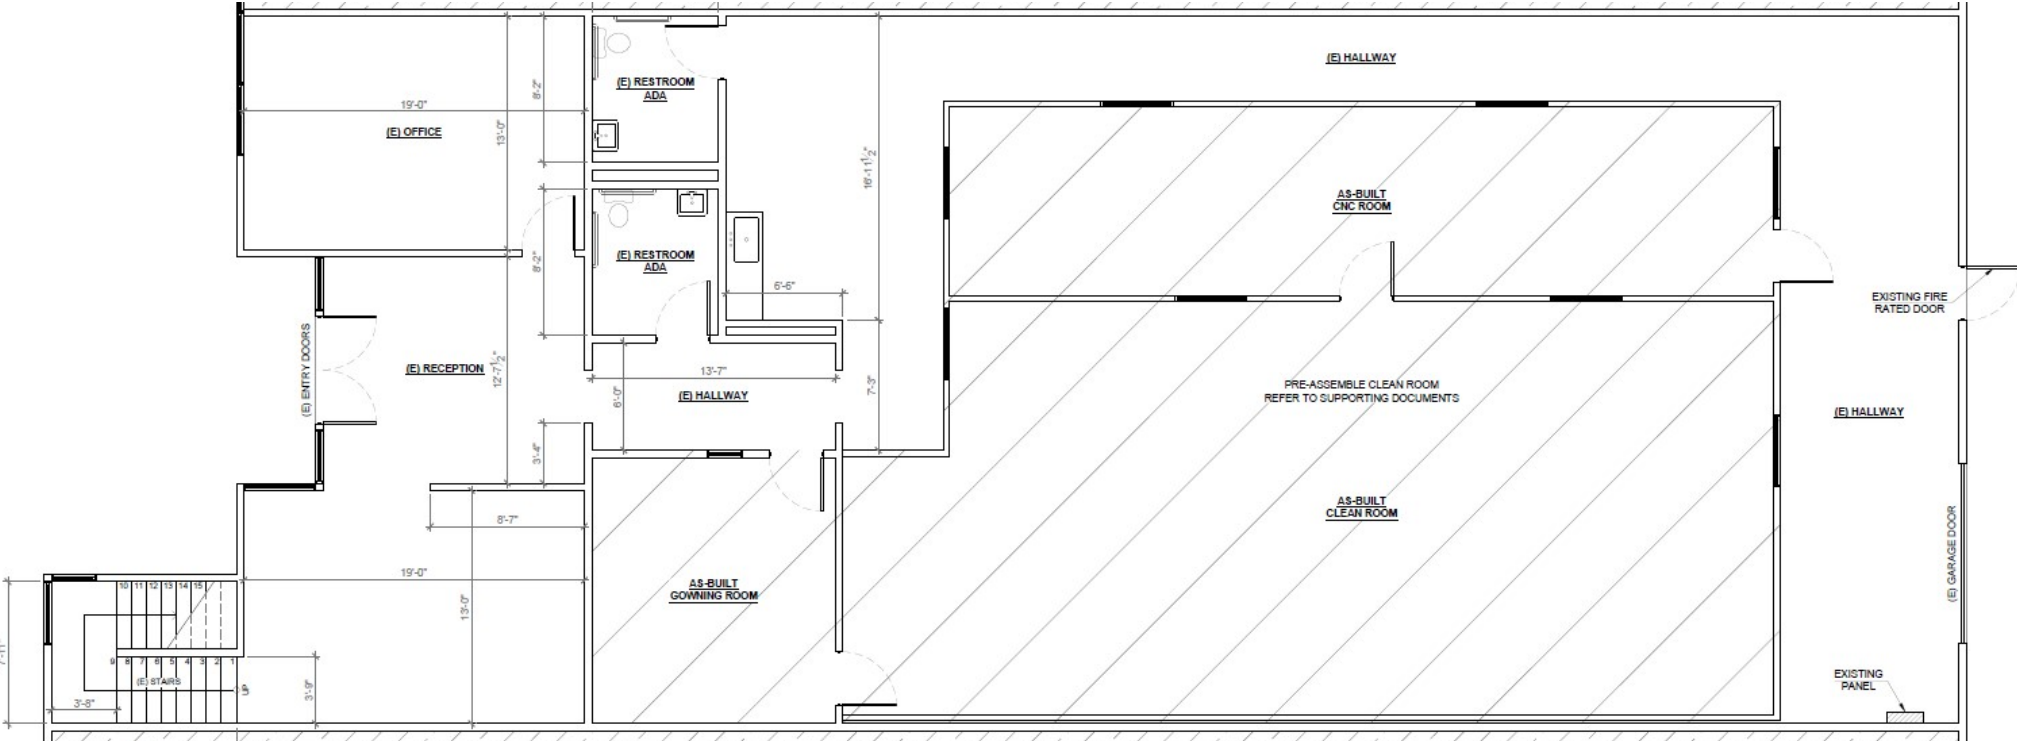 (E) HALLWAY
(E) RESTROOM
ADA
8'-2"
19'-0"
(E) OFFICE
13'-0"
16'-11½"
AS-BUILT
CNC ROOM
8'-2"
(E) RESTROOM
ADA
6'-6"
EXISTING FIRE
RATED DOOR
(E) ENTRY DOORS
(E) RECEPTION
12'-7½"
13'-7"
(E) HALLWAY
6'-0"
7'-3"
PRE-ASSEMBLE CLEAN ROOM
REFER TO SUPPORTING DOCUMENTS
(E) HALLWAY
3'-4"
8'-7"
AS-BUILT
CLEAN ROOM
(E) GARAGE DOOR
19'-0"
13'-0"
AS-BUILT
GOWNING ROOM
7'-11"
10 11 12 13 14 15
9 8 7 6 5 4 3 2 1
(E) STAIRS
UP
3'-8"
3'-9"
EXISTING
PANEL